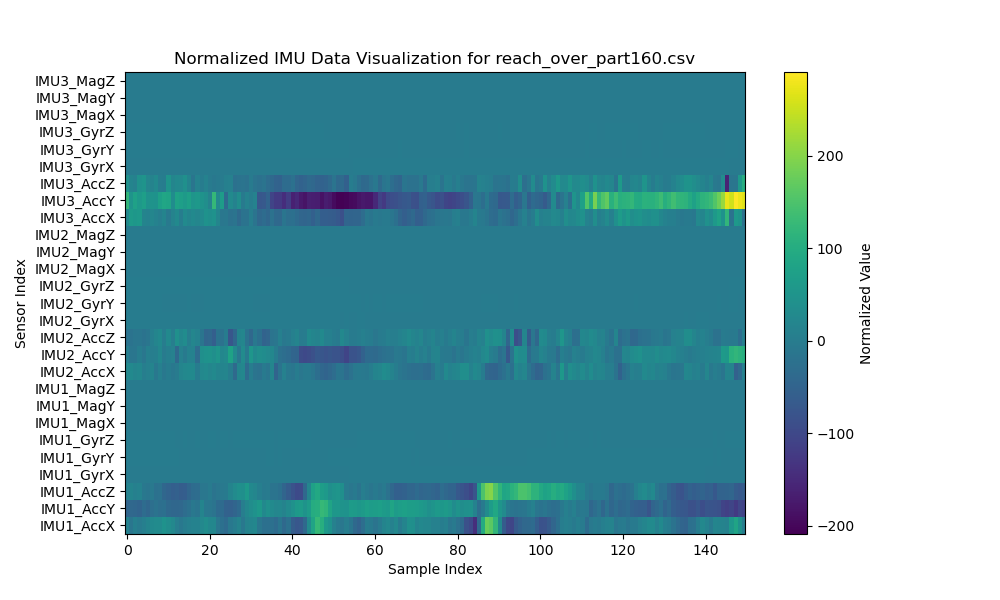 Normalized IMU Data Visualization for reach_over_part160.csv
IMU3_MagZ
IMU3_MagY
IMU3_MagX
IMU3_GyrZ
IMU3_GyrY
IMU3_GyrX
IMU3_AccZ
IMU3_AccY
IMU3_AccX
IMU2_MagZ
IMU2_MagY
IMU2_MagX
IMU2_GyrZ
IMU2_GyrY
IMU2_GyrX
IMU2_AccZ
IMU2_AccY
IMU2_AccX
IMU1_MagZ
IMU1_MagY
IMU1_MagX
IMU1_GyrZ
IMU1_GyrY
IMU1_GyrX
IMU1_AccZ
IMU1_AccY
IMU1_AccX
Sensor Index
0 20 40 60 80 100 120 140
Sample Index
200
100
0
−100
−200
Normalized Value